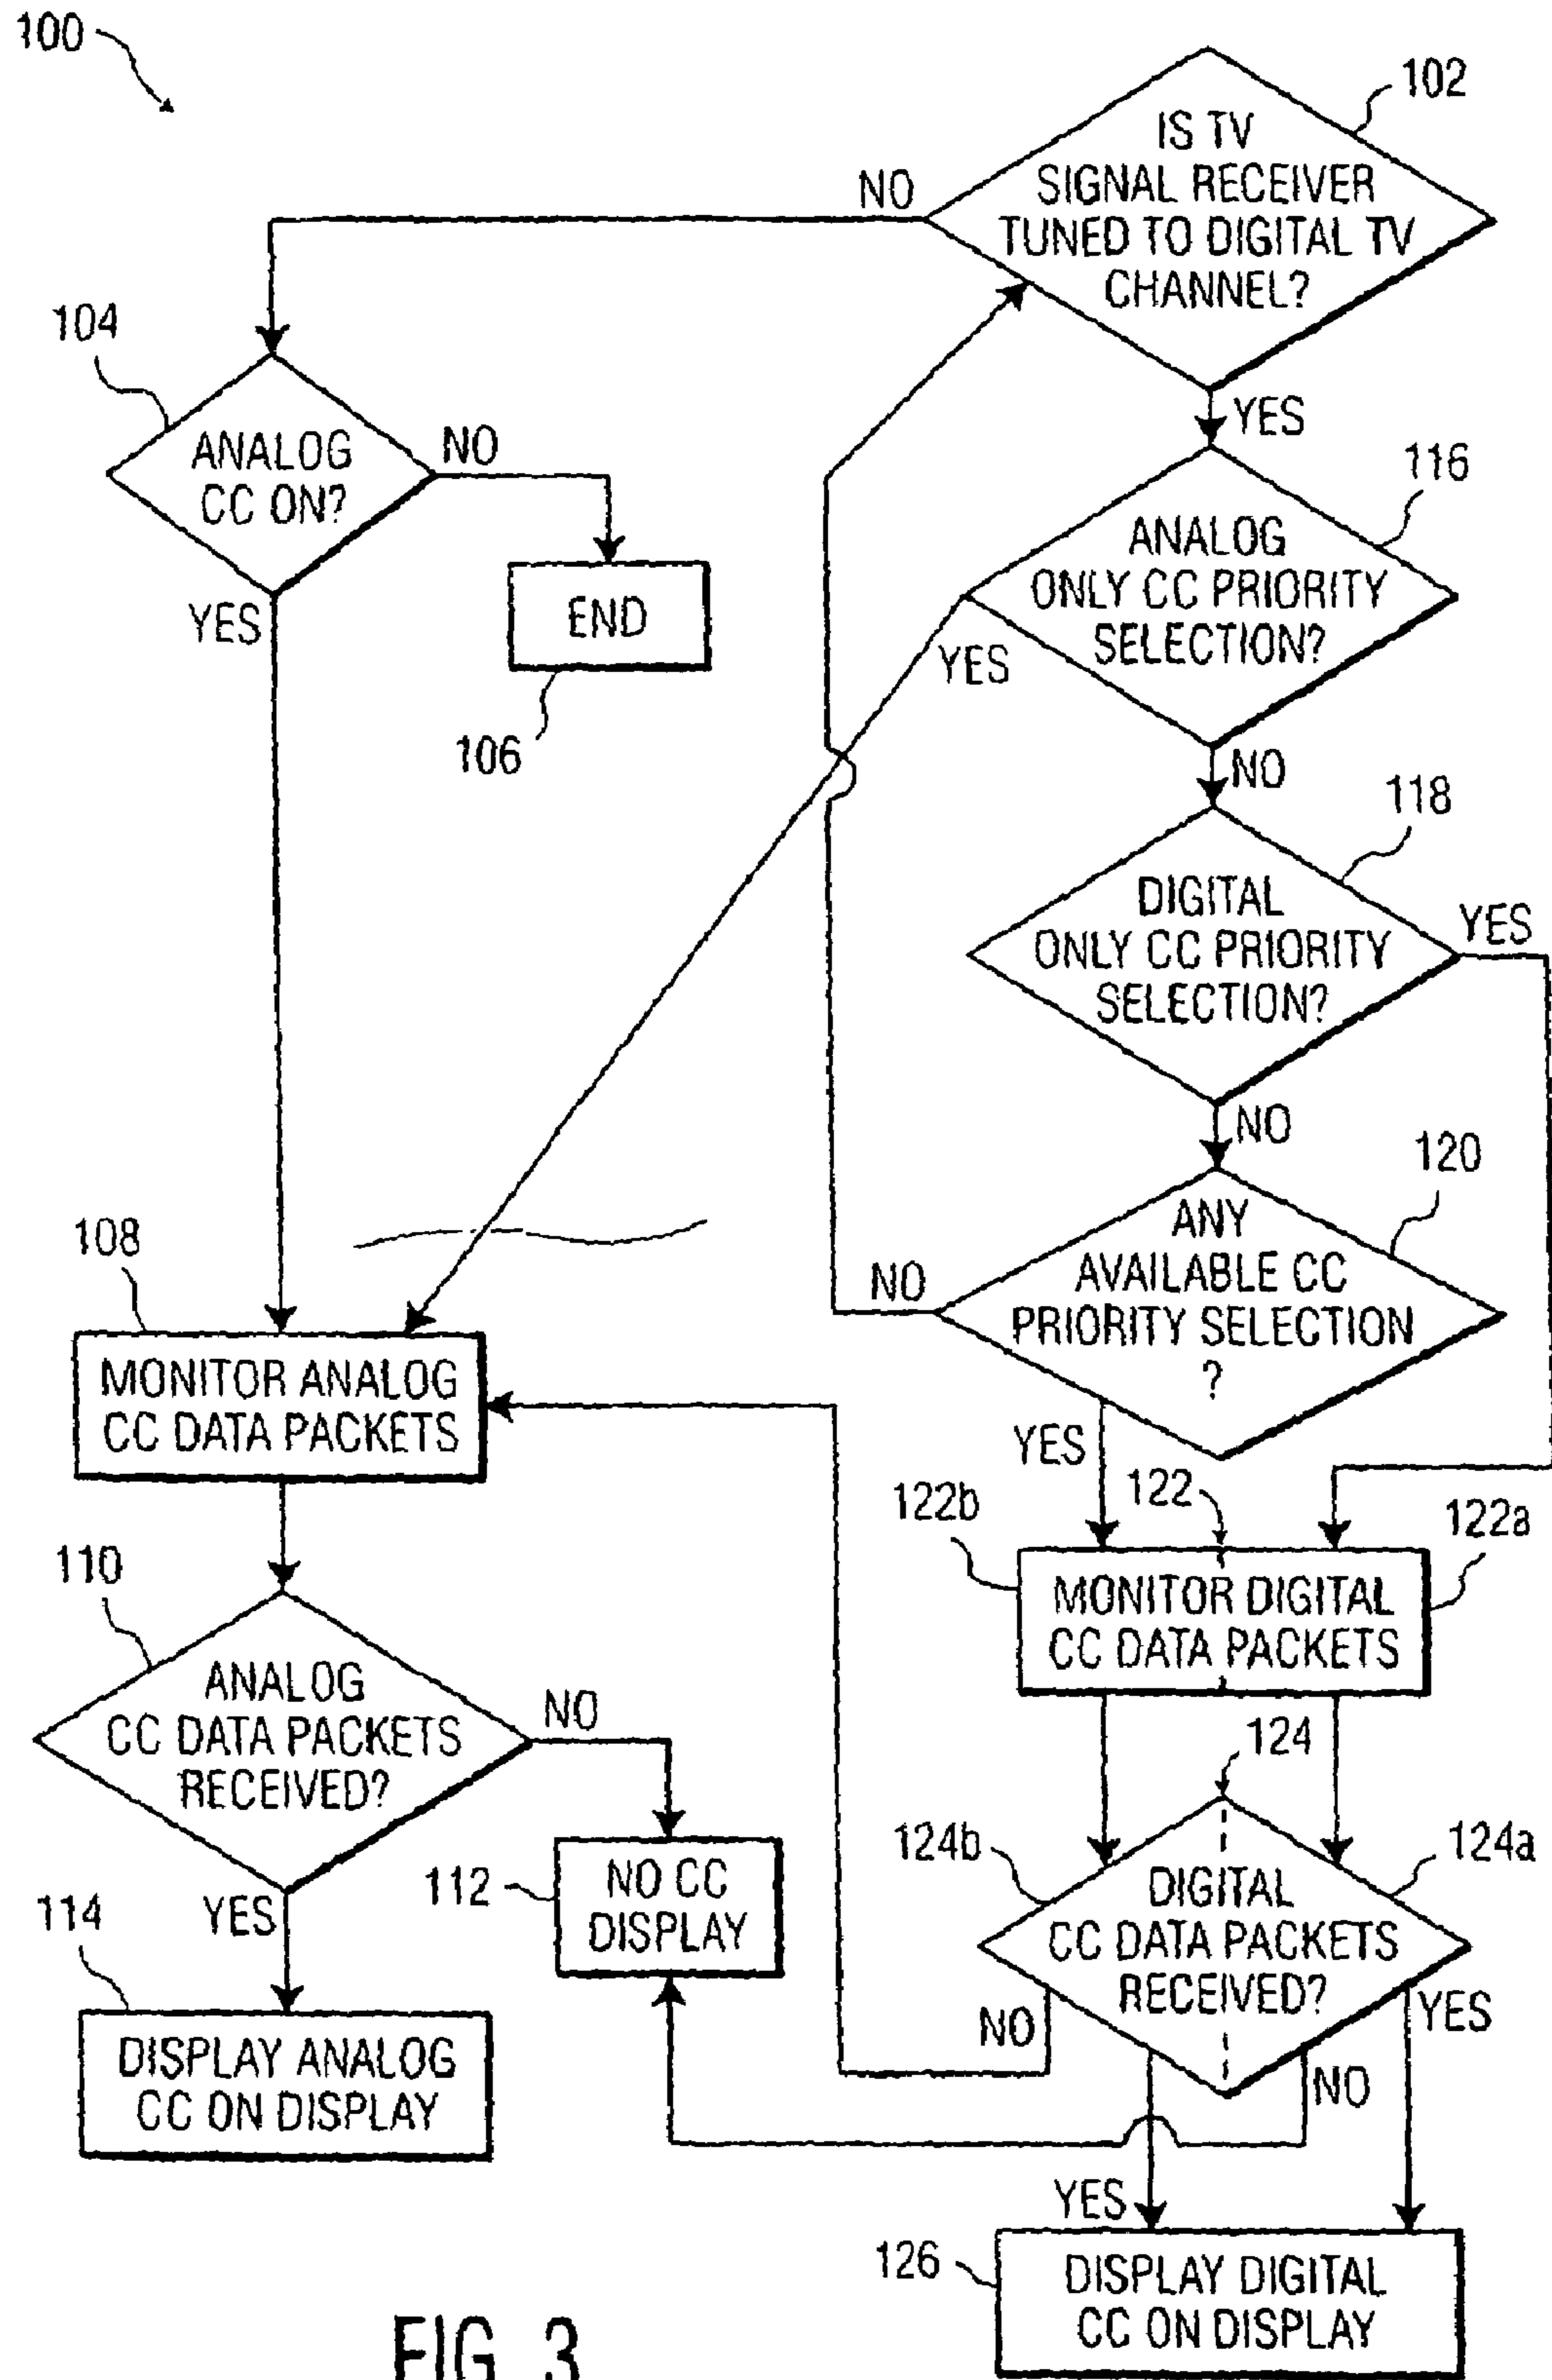 100
102
IS TV
SIGNAL RECEIVER
TUNED TO DIGITAL TV
CHANNEL?
NO
YES
104
ANALOG
CC ON?
NO
YES
END
106
116
ANALOG
ONLY CC PRIORITY
SELECTION?
YES
NO
118
DIGITAL
ONLY CC PRIORITY
SELECTION?
YES
NO
120
ANY
AVAILABLE CC
PRIORITY SELECTION
?
NO
YES
108
MONITOR ANALOG
CC DATA PACKETS
122b
122
122a
MONITOR DIGITAL
CC DATA PACKETS
110
ANALOG
CC DATA PACKETS
RECEIVED?
NO
YES
112
NO CC
DISPLAY
114
DISPLAY ANALOG
CC ON DISPLAY
124
124b
124a
DIGITAL
CC DATA PACKETS
RECEIVED?
NO
YES
NO
YES
126
DISPLAY DIGITAL
CC ON DISPLAY
FIG. 3